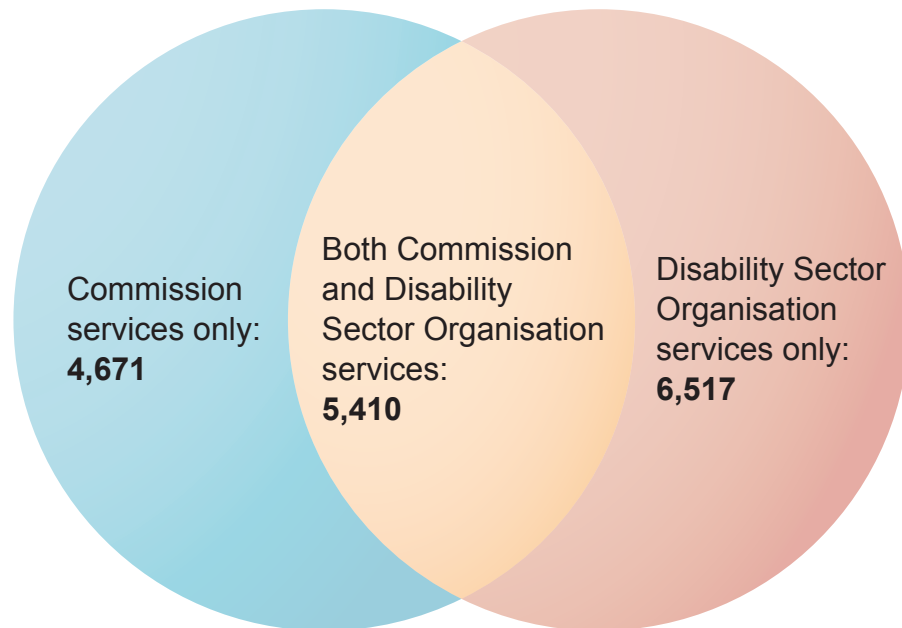 Commission
services only:
4,671
Both Commission
and Disability
Sector Organisation
services:
5,410
Disability Sector
Organisation
services only:
6,517